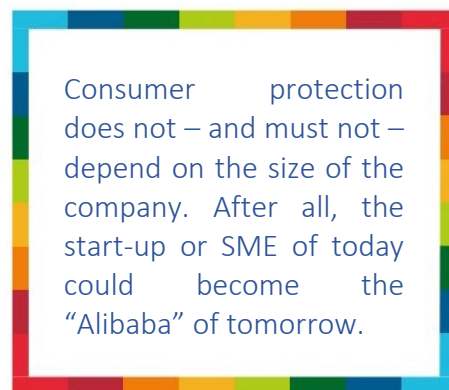 Consumer protection
does not – and must not –
depend on the size of the
company. After all, the
start-up or SME of today
could become the
“Alibaba” of tomorrow.